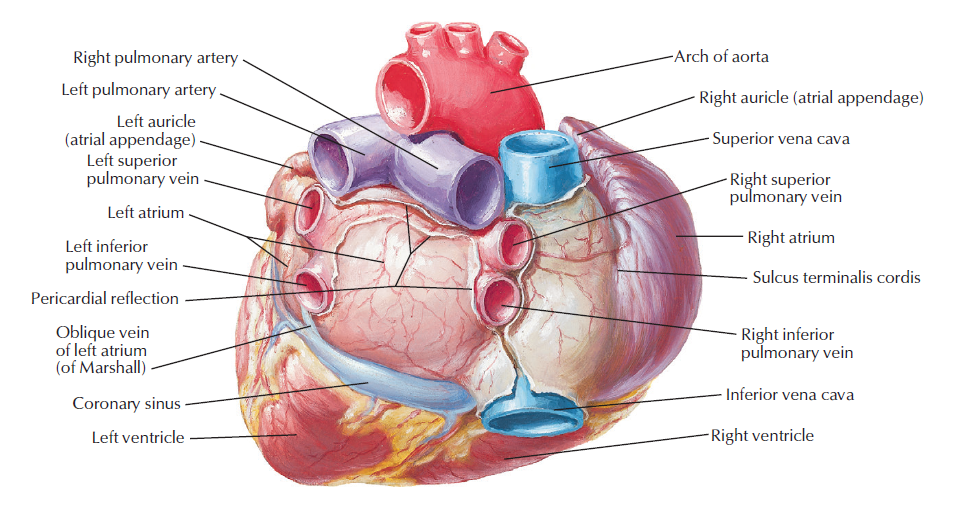 Right pulmonary artery
Left pulmonary artery
Left auricle
(atrial appendage)
Left superior
pulmonary vein
Left atrium
Left inferior
pulmonary vein
Pericardial reflection
Oblique vein
of left atrium
(of Marshall)
Coronary sinus
Left ventricle
Arch of aorta
Right auricle (atrial appendage)
Superior vena cava
Right superior
pulmonary vein
Right atrium
Sulcus terminalis cordis
Right inferior
pulmonary vein
Inferior vena cava
Right ventricle